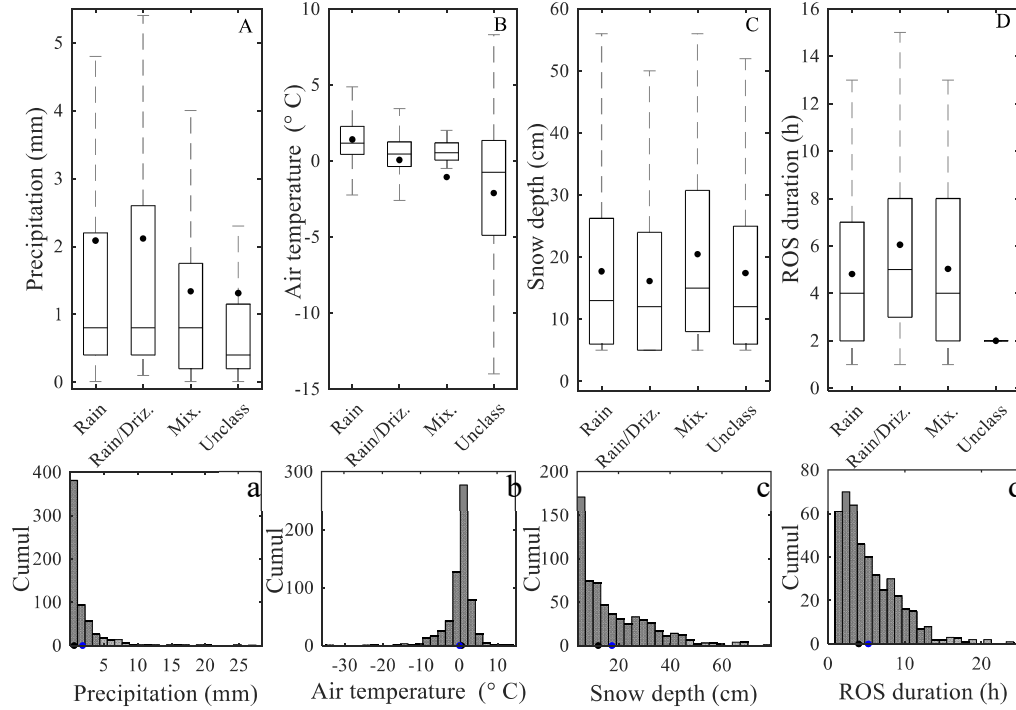 A
B
C
D
Precipitation (mm)
5
4
3
2
1
0
Rain
Rain/Driz.
Mix.
Unclass
Air temperature (° C)
10
5
0
-5
-10
-15
Rain
Rain/Driz.
Mix.
Unclass
Snow depth (cm)
60
50
40
30
20
10
0
Rain
Rain/Driz.
Mix.
Unclass
ROS duration (h)
16
14
12
10
8
6
4
2
0
Rain
Rain/Driz.
Mix.
Unclass
a
Cumul
400
300
200
100
0
5 10 15 20 25
Precipitation (mm)
b
Cumul
300
200
100
0
-30 -20 -10 0 10
Air temperature (° C)
c
Cumul
200
150
100
50
0
20 40 60
Snow depth (cm)
d
Cumul
80
60
40
20
0
0 10 20
ROS duration (h)